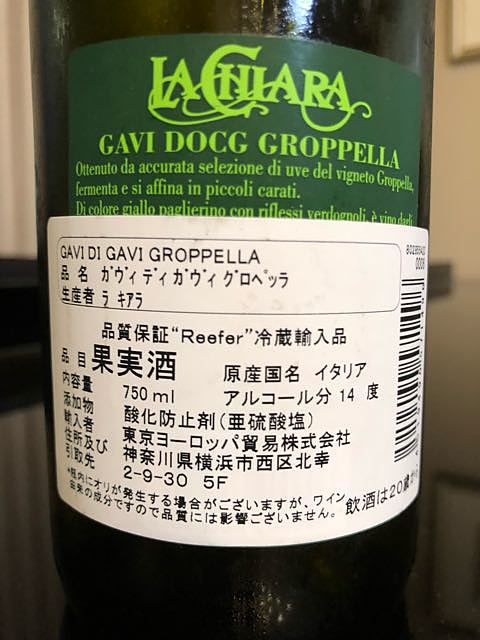 LA CHIARA
GAVI DOCG GROPPELLA
Ottenuto da accurata selezione di uve del vigneto Groppella,
fermenta e si affina in piccoli carati.
Di colore giallo paglierino con riflessi verdognoli, è vino
GAVI DI GAVI GROPPELLA
品名 ガヴィ ディ ガヴィ グロペッラ
生産者 ラ キアラ
品質保証“Reefer”冷蔵輸入品
品目 果実酒 原産国名 イタリア
内容量 750ml アルコール分 14 度
添加物 酸化防止剤(亜硫酸塩)
輸入者 東京ヨーロッパ貿易株式会社
住所及び 神奈川県横浜市西区北幸
引取先 2-9-30 5F
*瓶内にオリが発生する場合がございますが、ワイン
由来の成分ですので品質には影響ございません。
飲酒は20歳